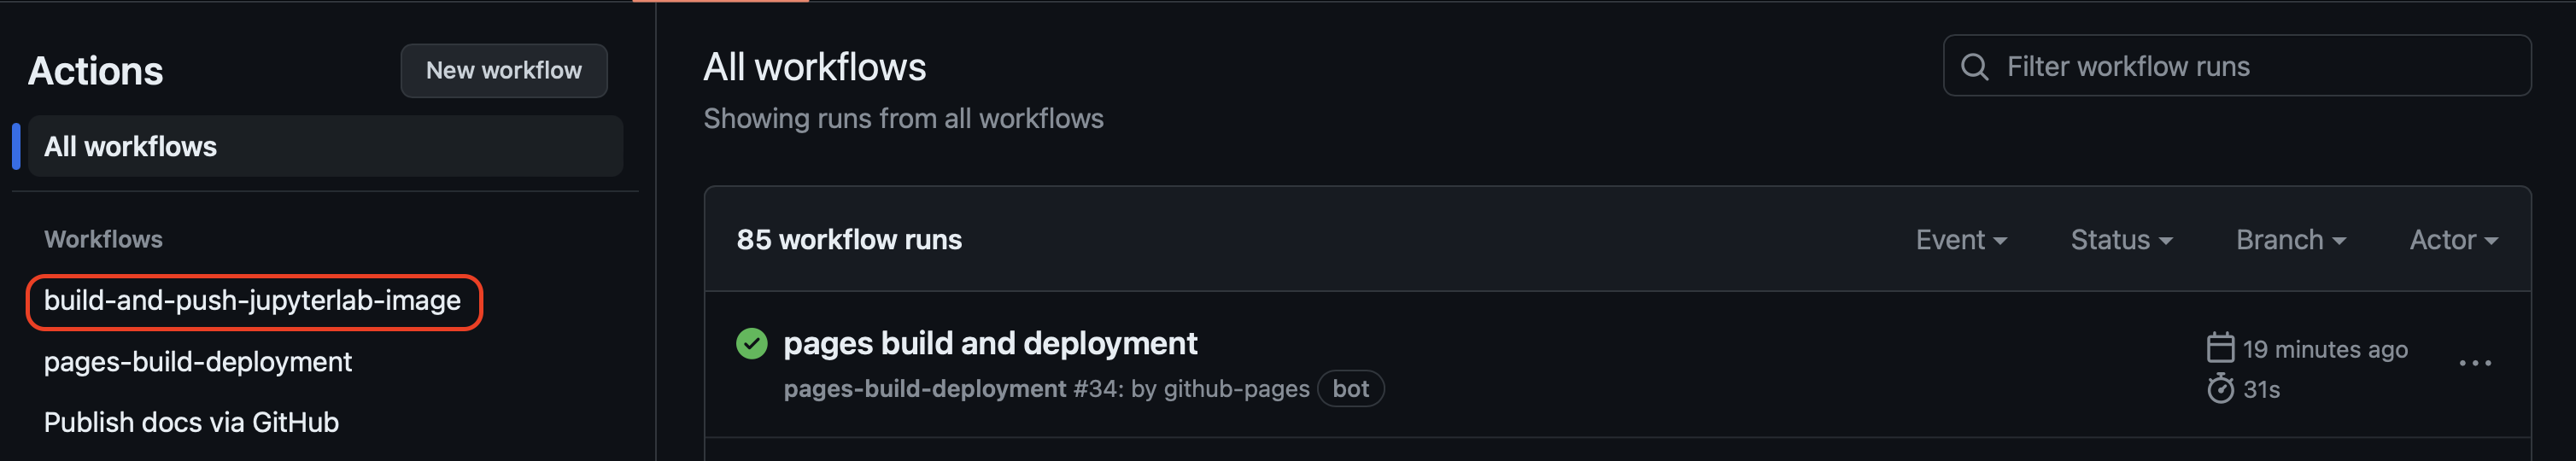 Actions
New workflow
All workflows
Workflows
build-and-push-jupyterlab-image
pages-build-deployment
Publish docs via GitHub
All workflows
Showing runs from all workflows
Filter workflow runs
85 workflow runs
Event
Status
Branch
Actor
pages build and deployment
pages-build-deployment #34: by github-pages bot
19 minutes ago
31s